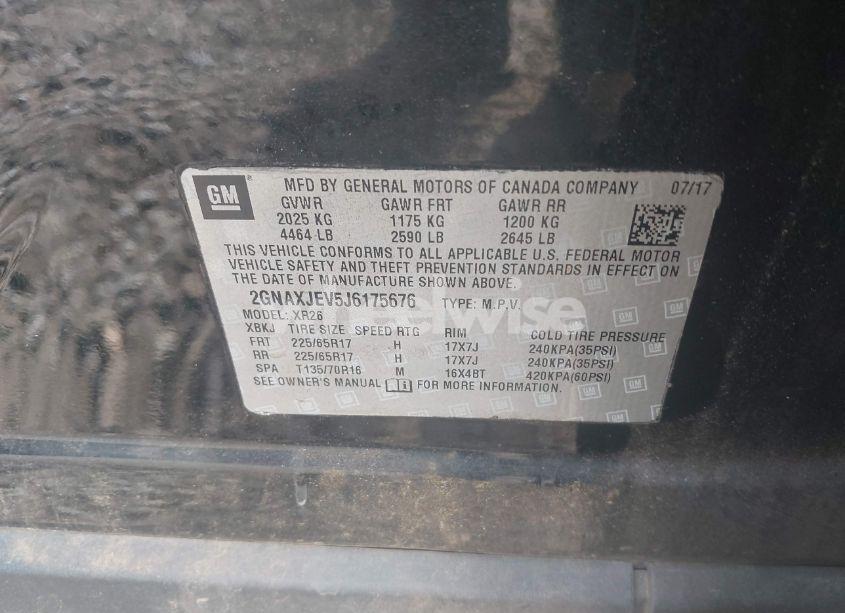 GM
MFD BY GENERAL MOTORS OF CANADA COMPANY 07/17
GVWR GAWR FRT GAWR RR
2025 KG 1175 KG 1200 KG
4464 LB 2590 LB 2645 LB
THIS VEHICLE CONFORMS TO ALL APPLICABLE U.S. FEDERAL MOTOR
VEHICLE SAFETY AND THEFT PREVENTION STANDARDS IN EFFECT ON
THE DATE OF MANUFACTURE SHOWN ABOVE.
2GNAXJEV5J6175676 TYPE: M.P.V.
MODEL: XR26
XBKJ TIRE SIZE SPEED RTG RIM COLD TIRE PRESSURE
FRT 225/65R17 H 17X7J 240KPA(35PSI)
RR 225/65R17 H 17X7J 240KPA(35PSI)
SPA T135/70R16 M 16X4BT 420KPA(60PSI)
SEE OWNER'S MANUAL FOR MORE INFORMATION.